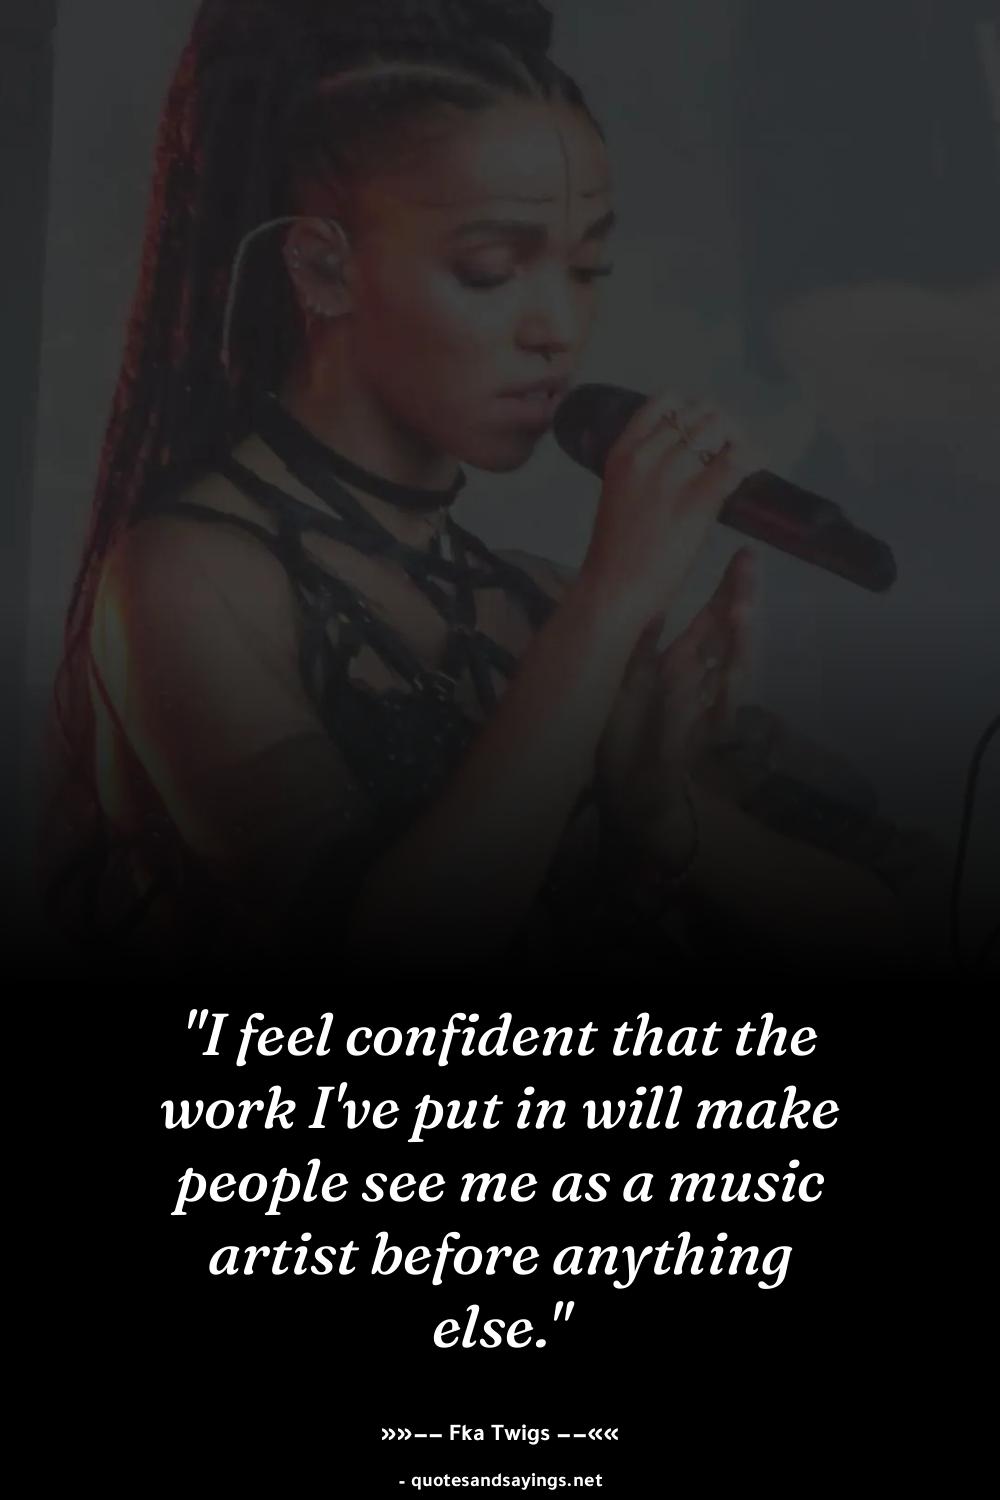 "I feel confident that the
work I've put in will make
people see me as a music
artist before anything
else."
»»−− Fka Twigs −−««
- quotesandsayings.net